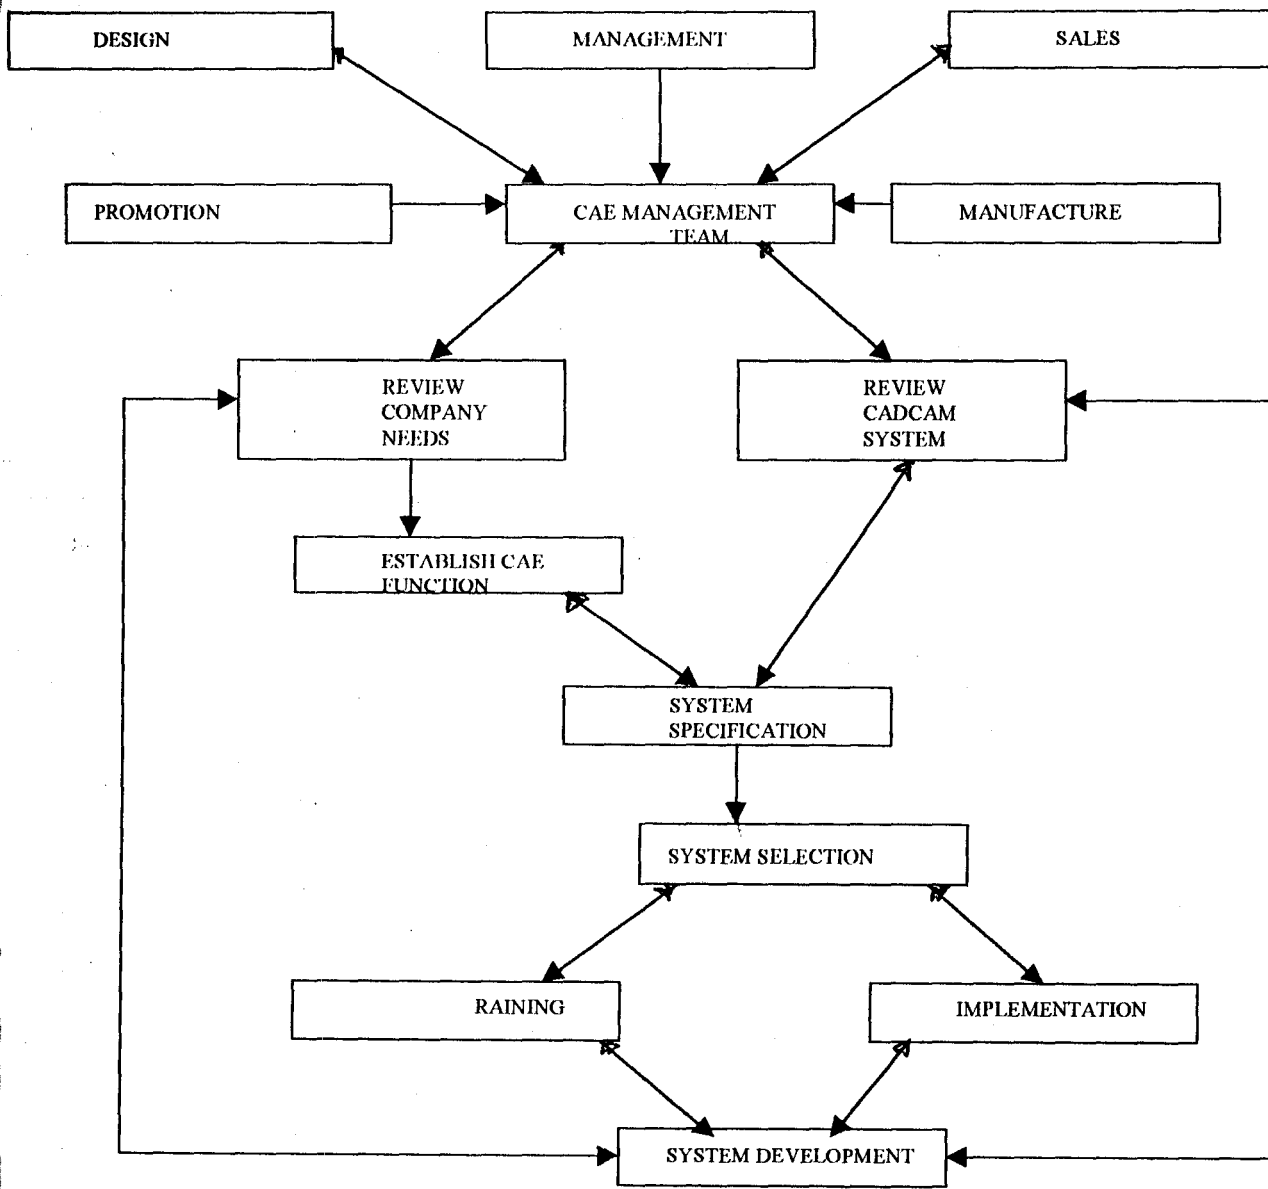 DESIGN
MANAGEMENT
SALES
PROMOTION
CAE MANAGEMENT
TEAM
MANUFACTURE
REVIEW
COMPANY
NEEDS
REVIEW
CADCAM
SYSTEM
ESTABLISH CAE
FUNCTION
SYSTEM
SPECIFICATION
SYSTEM SELECTION
RAINING
IMPLEMENTATION
SYSTEM DEVELOPMENT